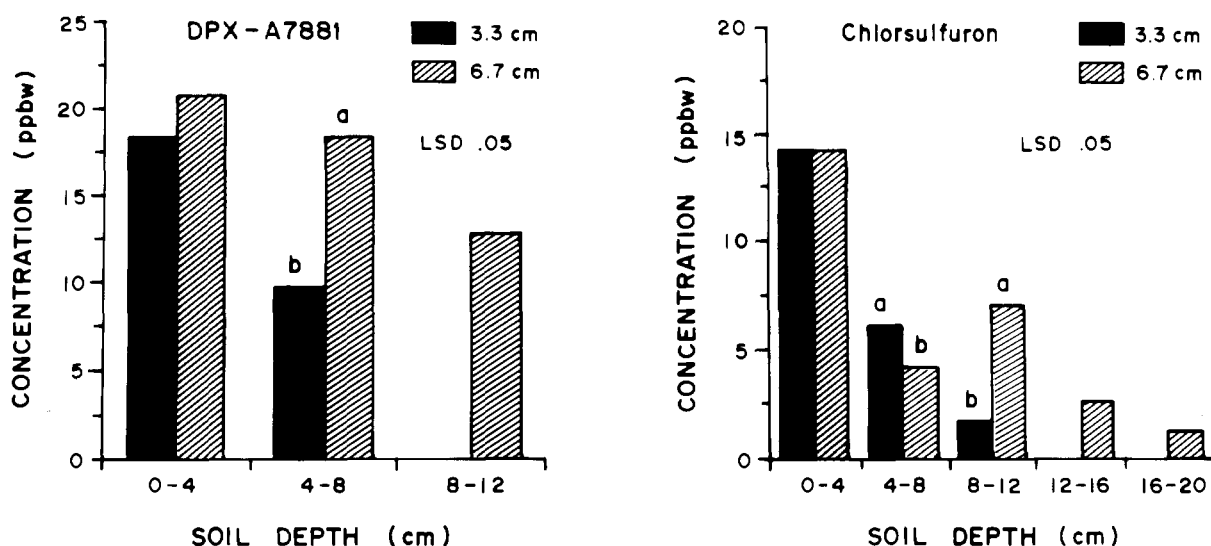 DPX-A7881
3.3 cm
6.7 cm
LSD .05
CONCENTRATION (ppbw)
25
20
15
10
5
0
b
a
0-4
4-8
8-12
SOIL DEPTH (cm)
Chlorsulfuron
3.3 cm
6.7 cm
LSD .05
CONCENTRATION (ppbw)
20
15
10
5
0
a
b
b
a
0-4
4-8
8-12
12-16
16-20
SOIL DEPTH (cm)